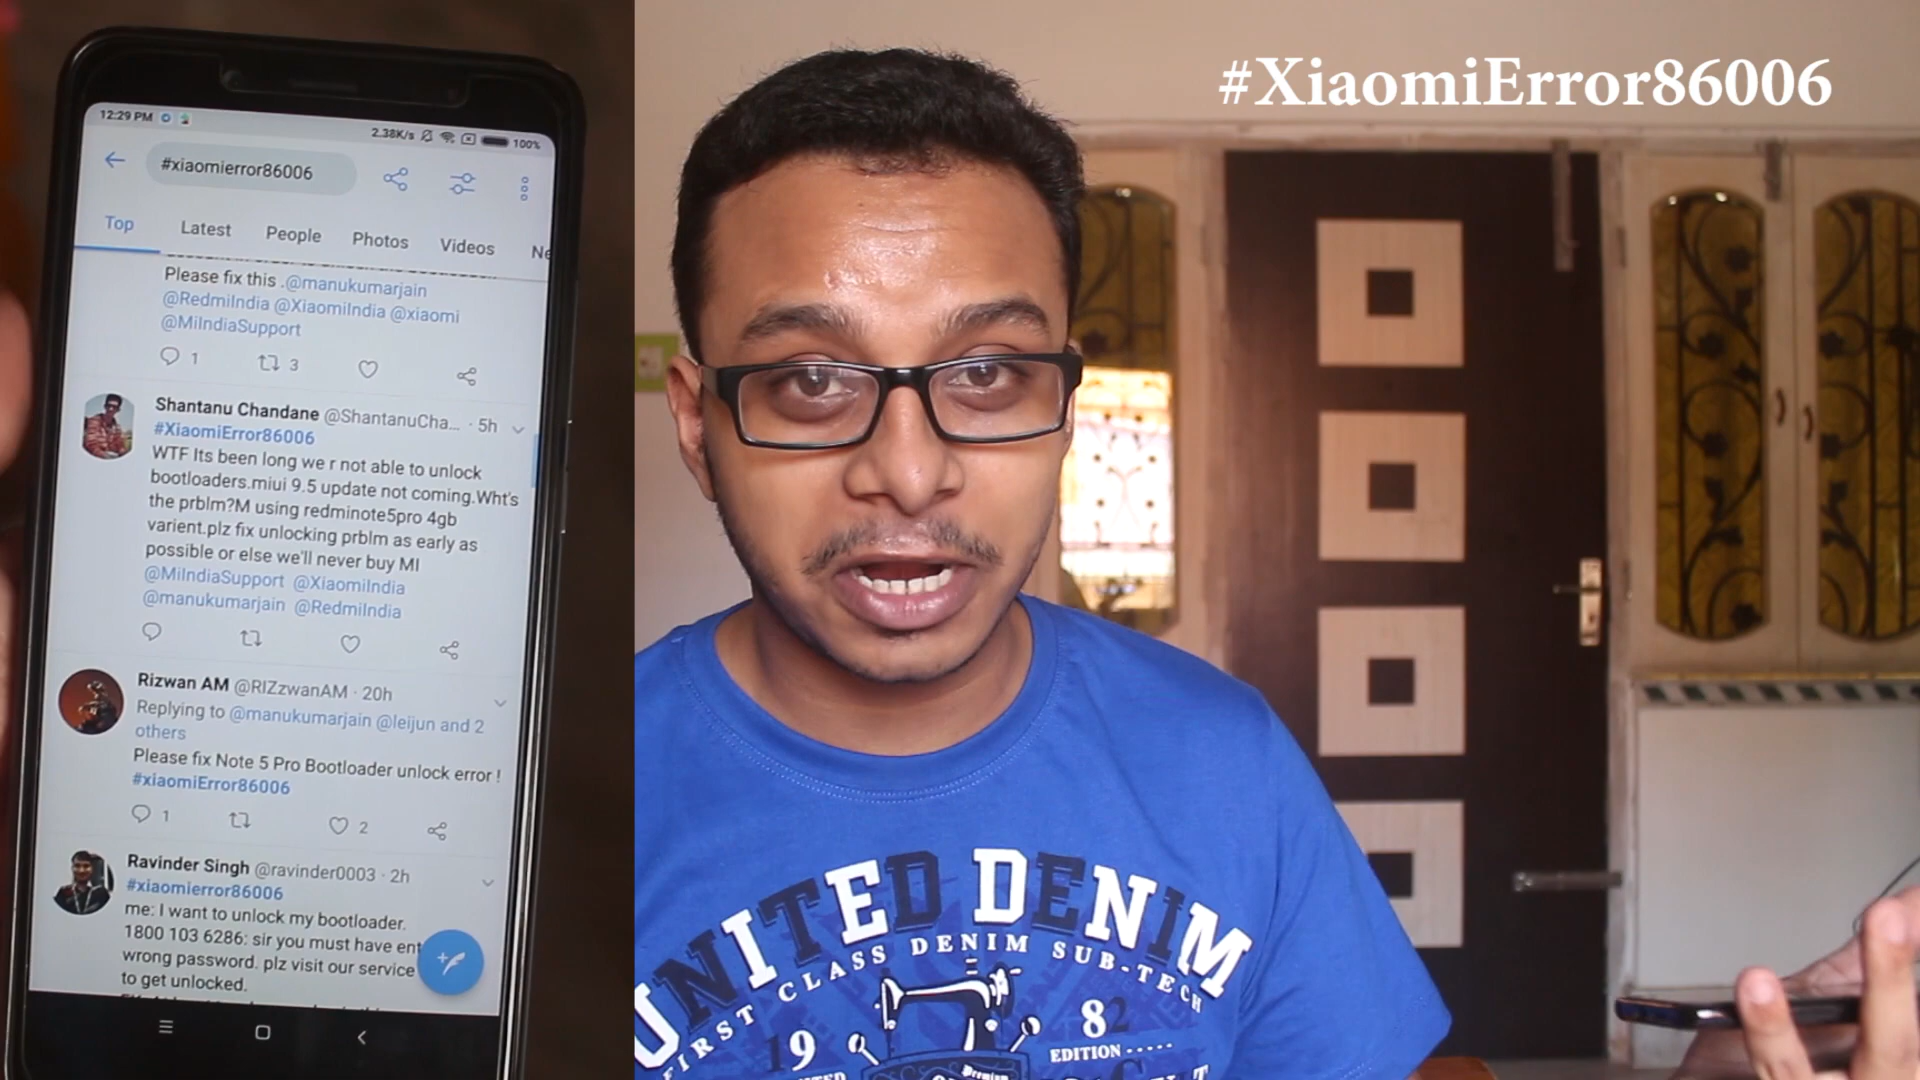 12:29 PM
2.38K/s
100%
#xiaomierror86006
Top Latest People Photos Videos Ne
Please fix this .@manukumarjain
@RedmiIndia @XiaomiIndia @xiaomi
@MiIndiaSupport
1 3
Shantanu Chandane @ShantanuCha... · 5h
#XiaomiError86006
WTF Its been long we r not able to unlock
bootloaders.miui 9.5 update not coming.Wht's
the prblm?M using redminote5pro 4gb
varient.plz fix unlocking prblm as early as
possible or else we'll never buy MI
@MiIndiaSupport @XiaomiIndia
@manukumarjain @RedmiIndia
Rizwan AM @RIZzwanAM · 20h
Replying to @manukumarjain @leijun and 2
others
Please fix Note 5 Pro Bootloader unlock error !
#xiaomiError86006
1 2
Ravinder Singh @ravinder0003 · 2h
#xiaomierror86006
me: I want to unlock my bootloader.
1800 103 6286: sir you must have ent
wrong password. plz visit our service
to get unlocked.
#XiaomiError86006
UNITED DENIM
FIRST CLASS DENIM SUB-TECH
19 82
EDITION -----
Premium